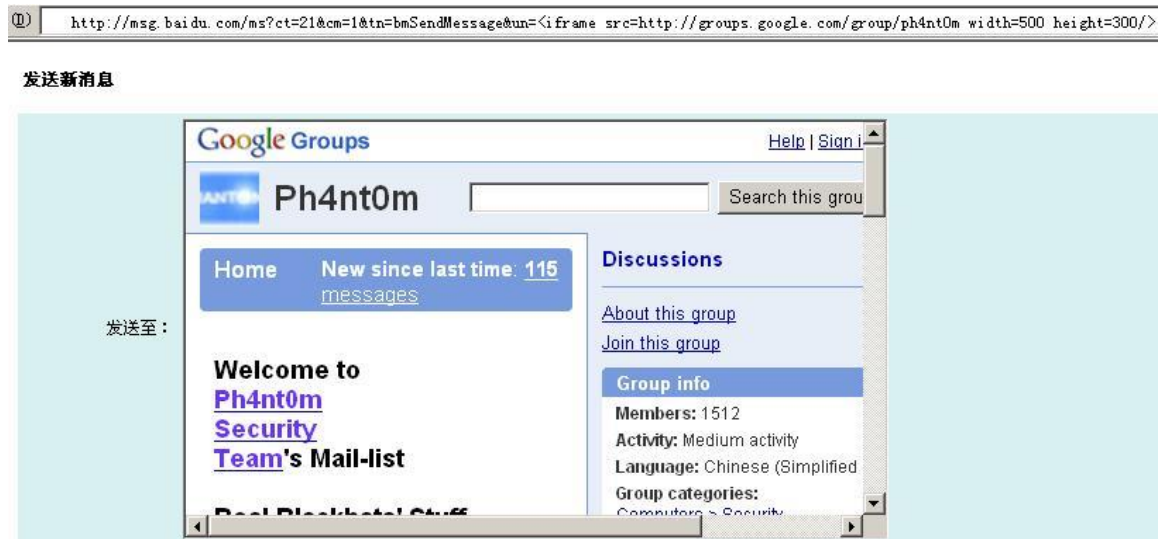 D) http://msg.baidu.com/ms?ct=21&cm=1&tn=bmSendMessage&un=<iframe src=http://groups.google.com/group/ph4nt0m width=500 height=300/>
发送新消息
发送至：
Google Groups
Help | Sign i
Ph4nt0m
Search this grou
Home New since last time: 115
messages
Welcome to
Ph4nt0m
Security
Team's Mail-list
Discussions
About this group
Join this group
Group info
Members: 1512
Activity: Medium activity
Language: Chinese (Simplified
Group categories:
Computers > Security